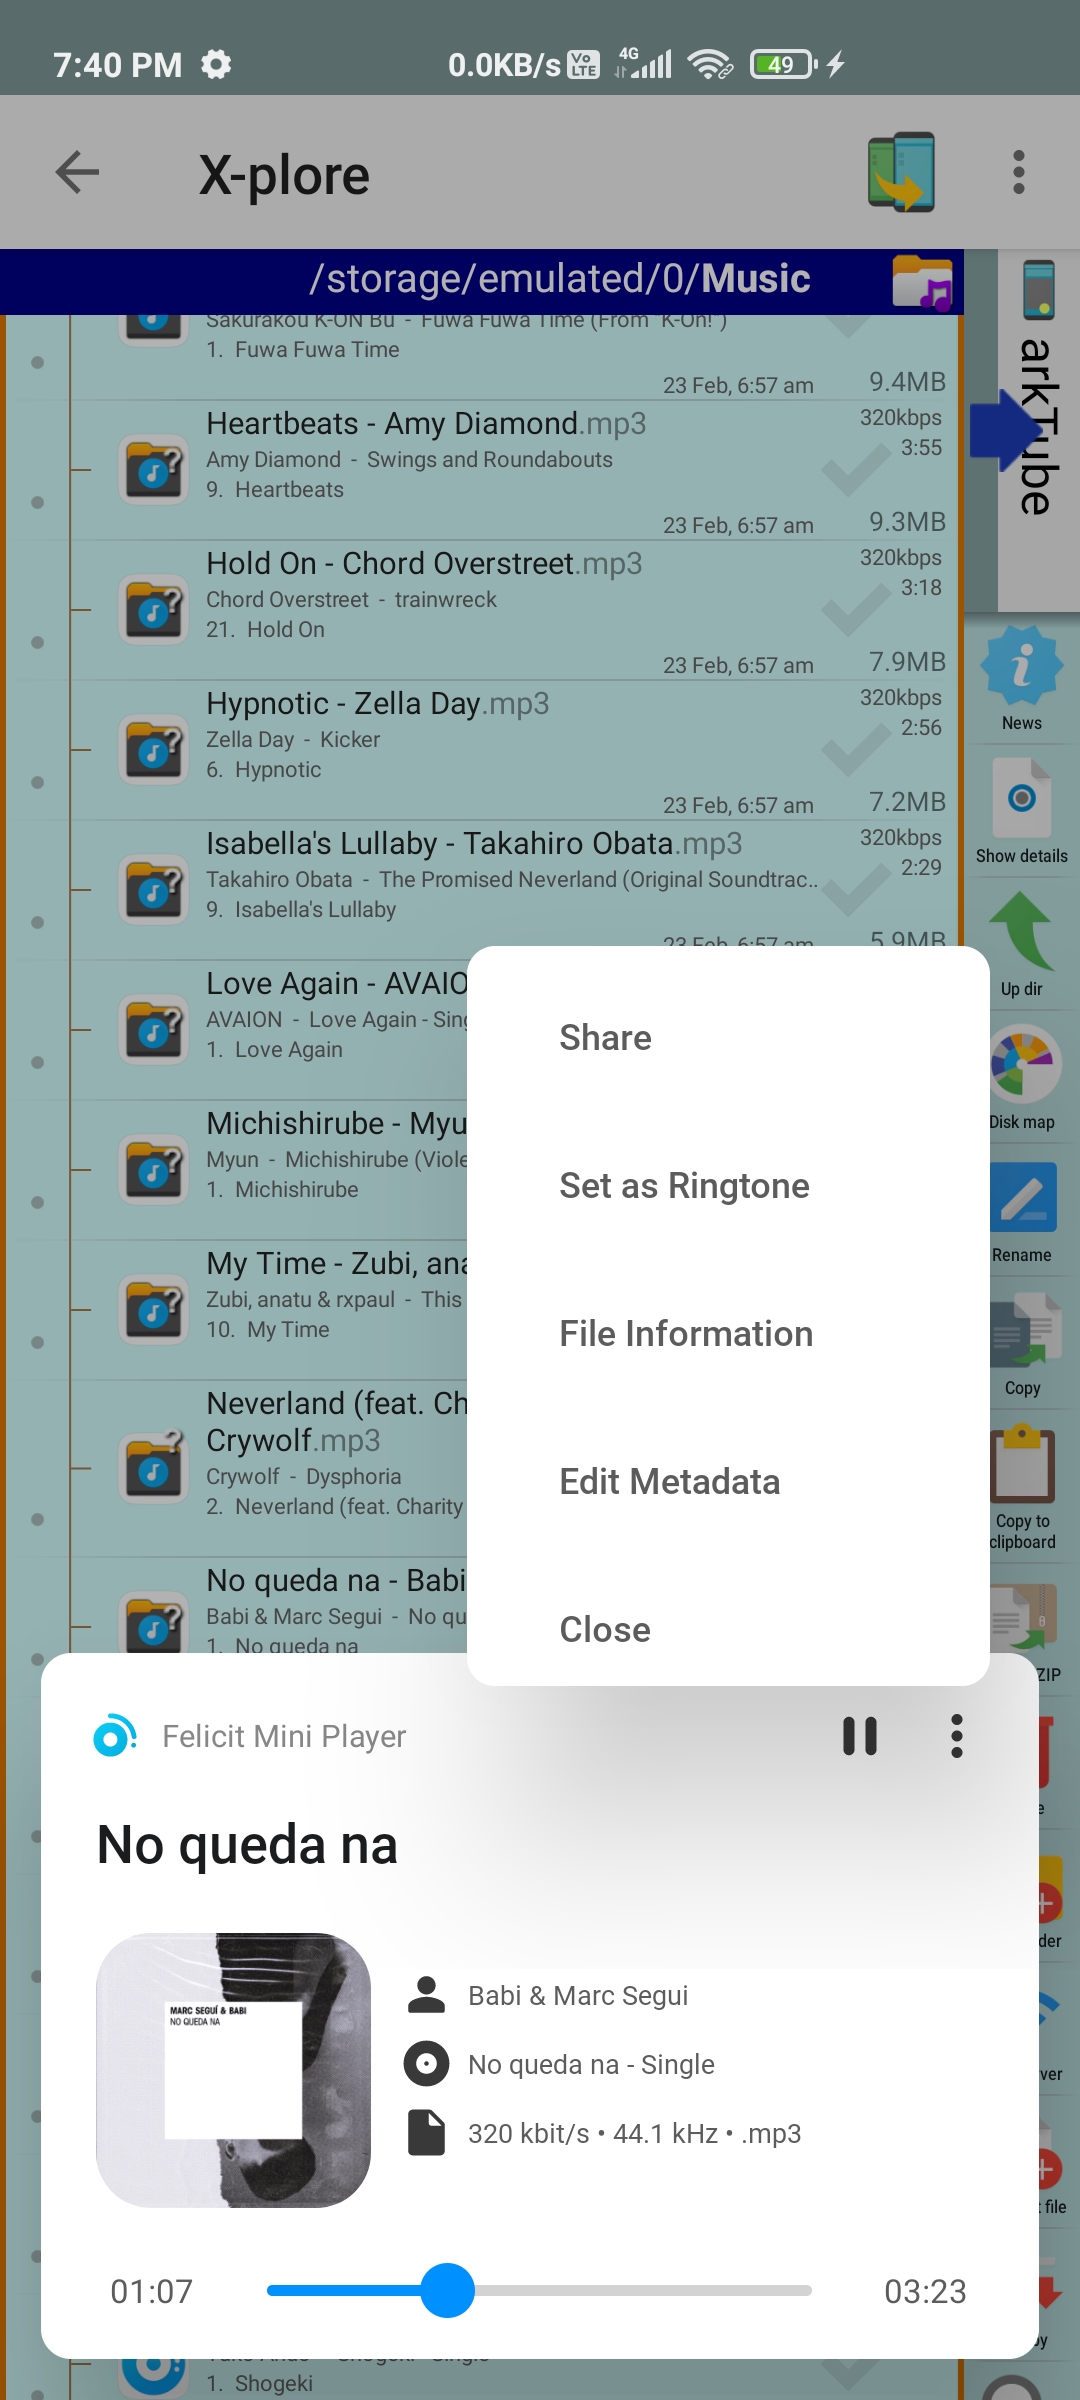 7:40 PM
0.0KB/s
Vo LTE
4G
49
X-plore
/storage/emulated/0/Music
arkTube
Sakurakou K-ON Bu - Fuwa Fuwa Time (From "K-On!")
1. Fuwa Fuwa Time
23 Feb, 6:57 am
9.4MB
Heartbeats - Amy Diamond.mp3
320kbps
Amy Diamond - Swings and Roundabouts
3:55
9. Heartbeats
23 Feb, 6:57 am
9.3MB
Hold On - Chord Overstreet.mp3
320kbps
Chord Overstreet - trainwreck
3:18
21. Hold On
23 Feb, 6:57 am
7.9MB
Hypnotic - Zella Day.mp3
320kbps
Zella Day - Kicker
2:56
6. Hypnotic
23 Feb, 6:57 am
7.2MB
Isabella's Lullaby - Takahiro Obata.mp3
320kbps
Takahiro Obata - The Promised Neverland (Original Soundtrac..
2:29
9. Isabella's Lullaby
23 Feb, 6:57 am
5.9MB
Love Again - AVAIO
AVAION - Love Again - Sing
1. Love Again
Michishirube - Myu
Myun - Michishirube (Viole
1. Michishirube
My Time - Zubi, ana
Zubi, anatu & rxpaul - This
10. My Time
Neverland (feat. Ch
Crywolf.mp3
Crywolf - Dysphoria
2. Neverland (feat. Charity
No queda na - Babi
Babi & Marc Segui - No qu
1. No queda na
News
Show details
Up dir
Disk map
Rename
Copy
Copy to
clipboard
ZIP
e
der
ver
t file
py
Share
Set as Ringtone
File Information
Edit Metadata
Close
Felicit Mini Player
No queda na
MARC SEGUÍ & BABI
NO QUEDA NA
Babi & Marc Segui
No queda na - Single
320 kbit/s • 44.1 kHz • .mp3
01:07
03:23
1. Shogeki